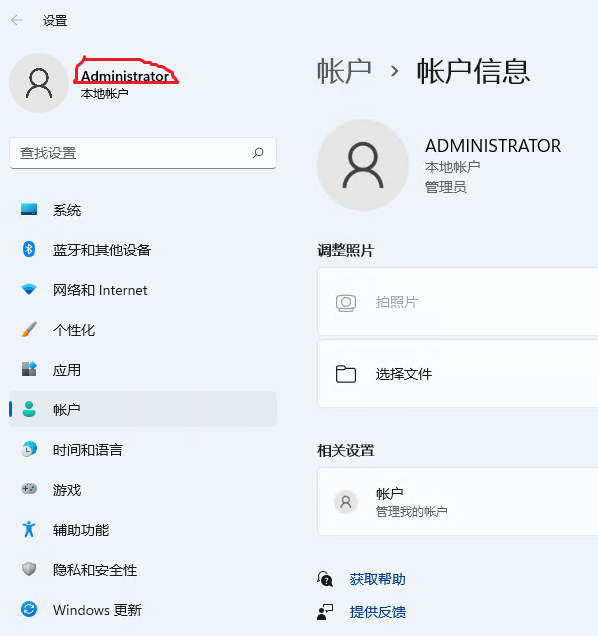 设置
Administrator
本地帐户
查找设置
系统
蓝牙和其他设备
网络和 Internet
个性化
应用
帐户
时间和语言
游戏
辅助功能
隐私和安全性
Windows 更新
帐户 › 帐户信息
ADMINISTRATOR
本地帐户
管理员
调整照片
拍照片
选择文件
相关设置
帐户
管理我的帐户
获取帮助
提供反馈